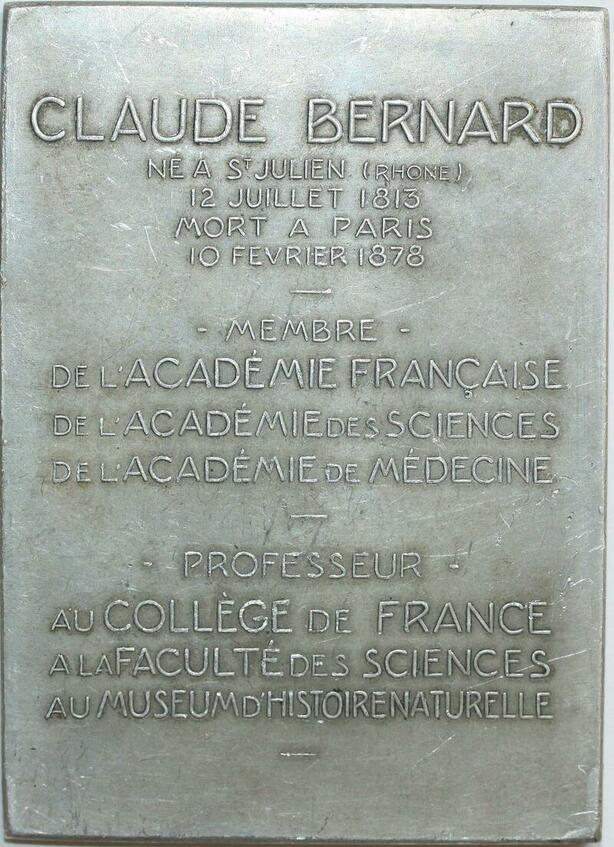 CLAUDE BERNARD
NE A ST JULIEN (RHONE)
12 JUILLET 1813
MORT A PARIS
10 FEVRIER 1878
- MEMBRE -
DE L'ACADÉMIE FRANÇAISE
DE L'ACADÉMIE DES SCIENCES
DE L'ACADÉMIE DE MÉDECINE
- PROFESSEUR -
AU COLLÈGE DE FRANCE
A LA FACULTÉ DES SCIENCES
AU MUSEUM D'HISTOIRE NATURELLE